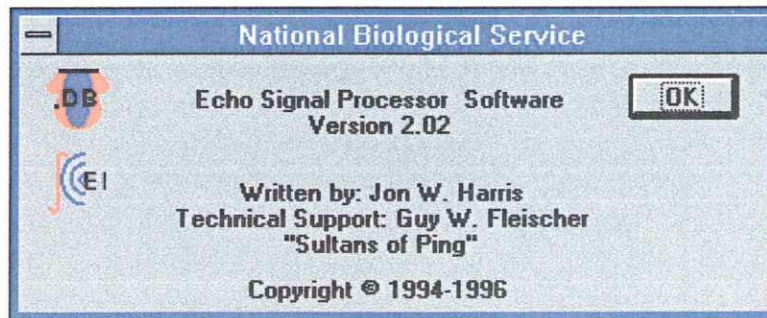 National Biological Service
.DB
Echo Signal Processor Software
OK
Version 2.02
EI
Written by: Jon W. Harris
Technical Support: Guy W. Fleischer
"Sultans of Ping"
Copyright © 1994-1996